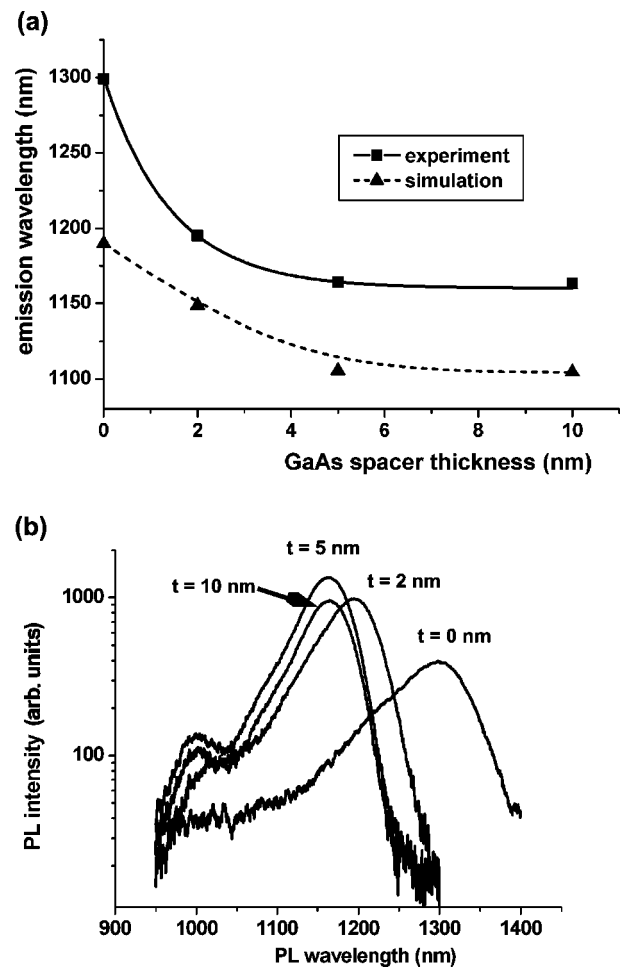 (a)
1300
1250
1200
1150
1100
emission wavelength (nm)
experiment
simulation
0 2 4 6 8 10
GaAs spacer thickness (nm)
(b)
t = 5 nm
t = 10 nm
t = 2 nm
t = 0 nm
1000
100
PL intensity (arb. units)
900 1000 1100 1200 1300 1400
PL wavelength (nm)